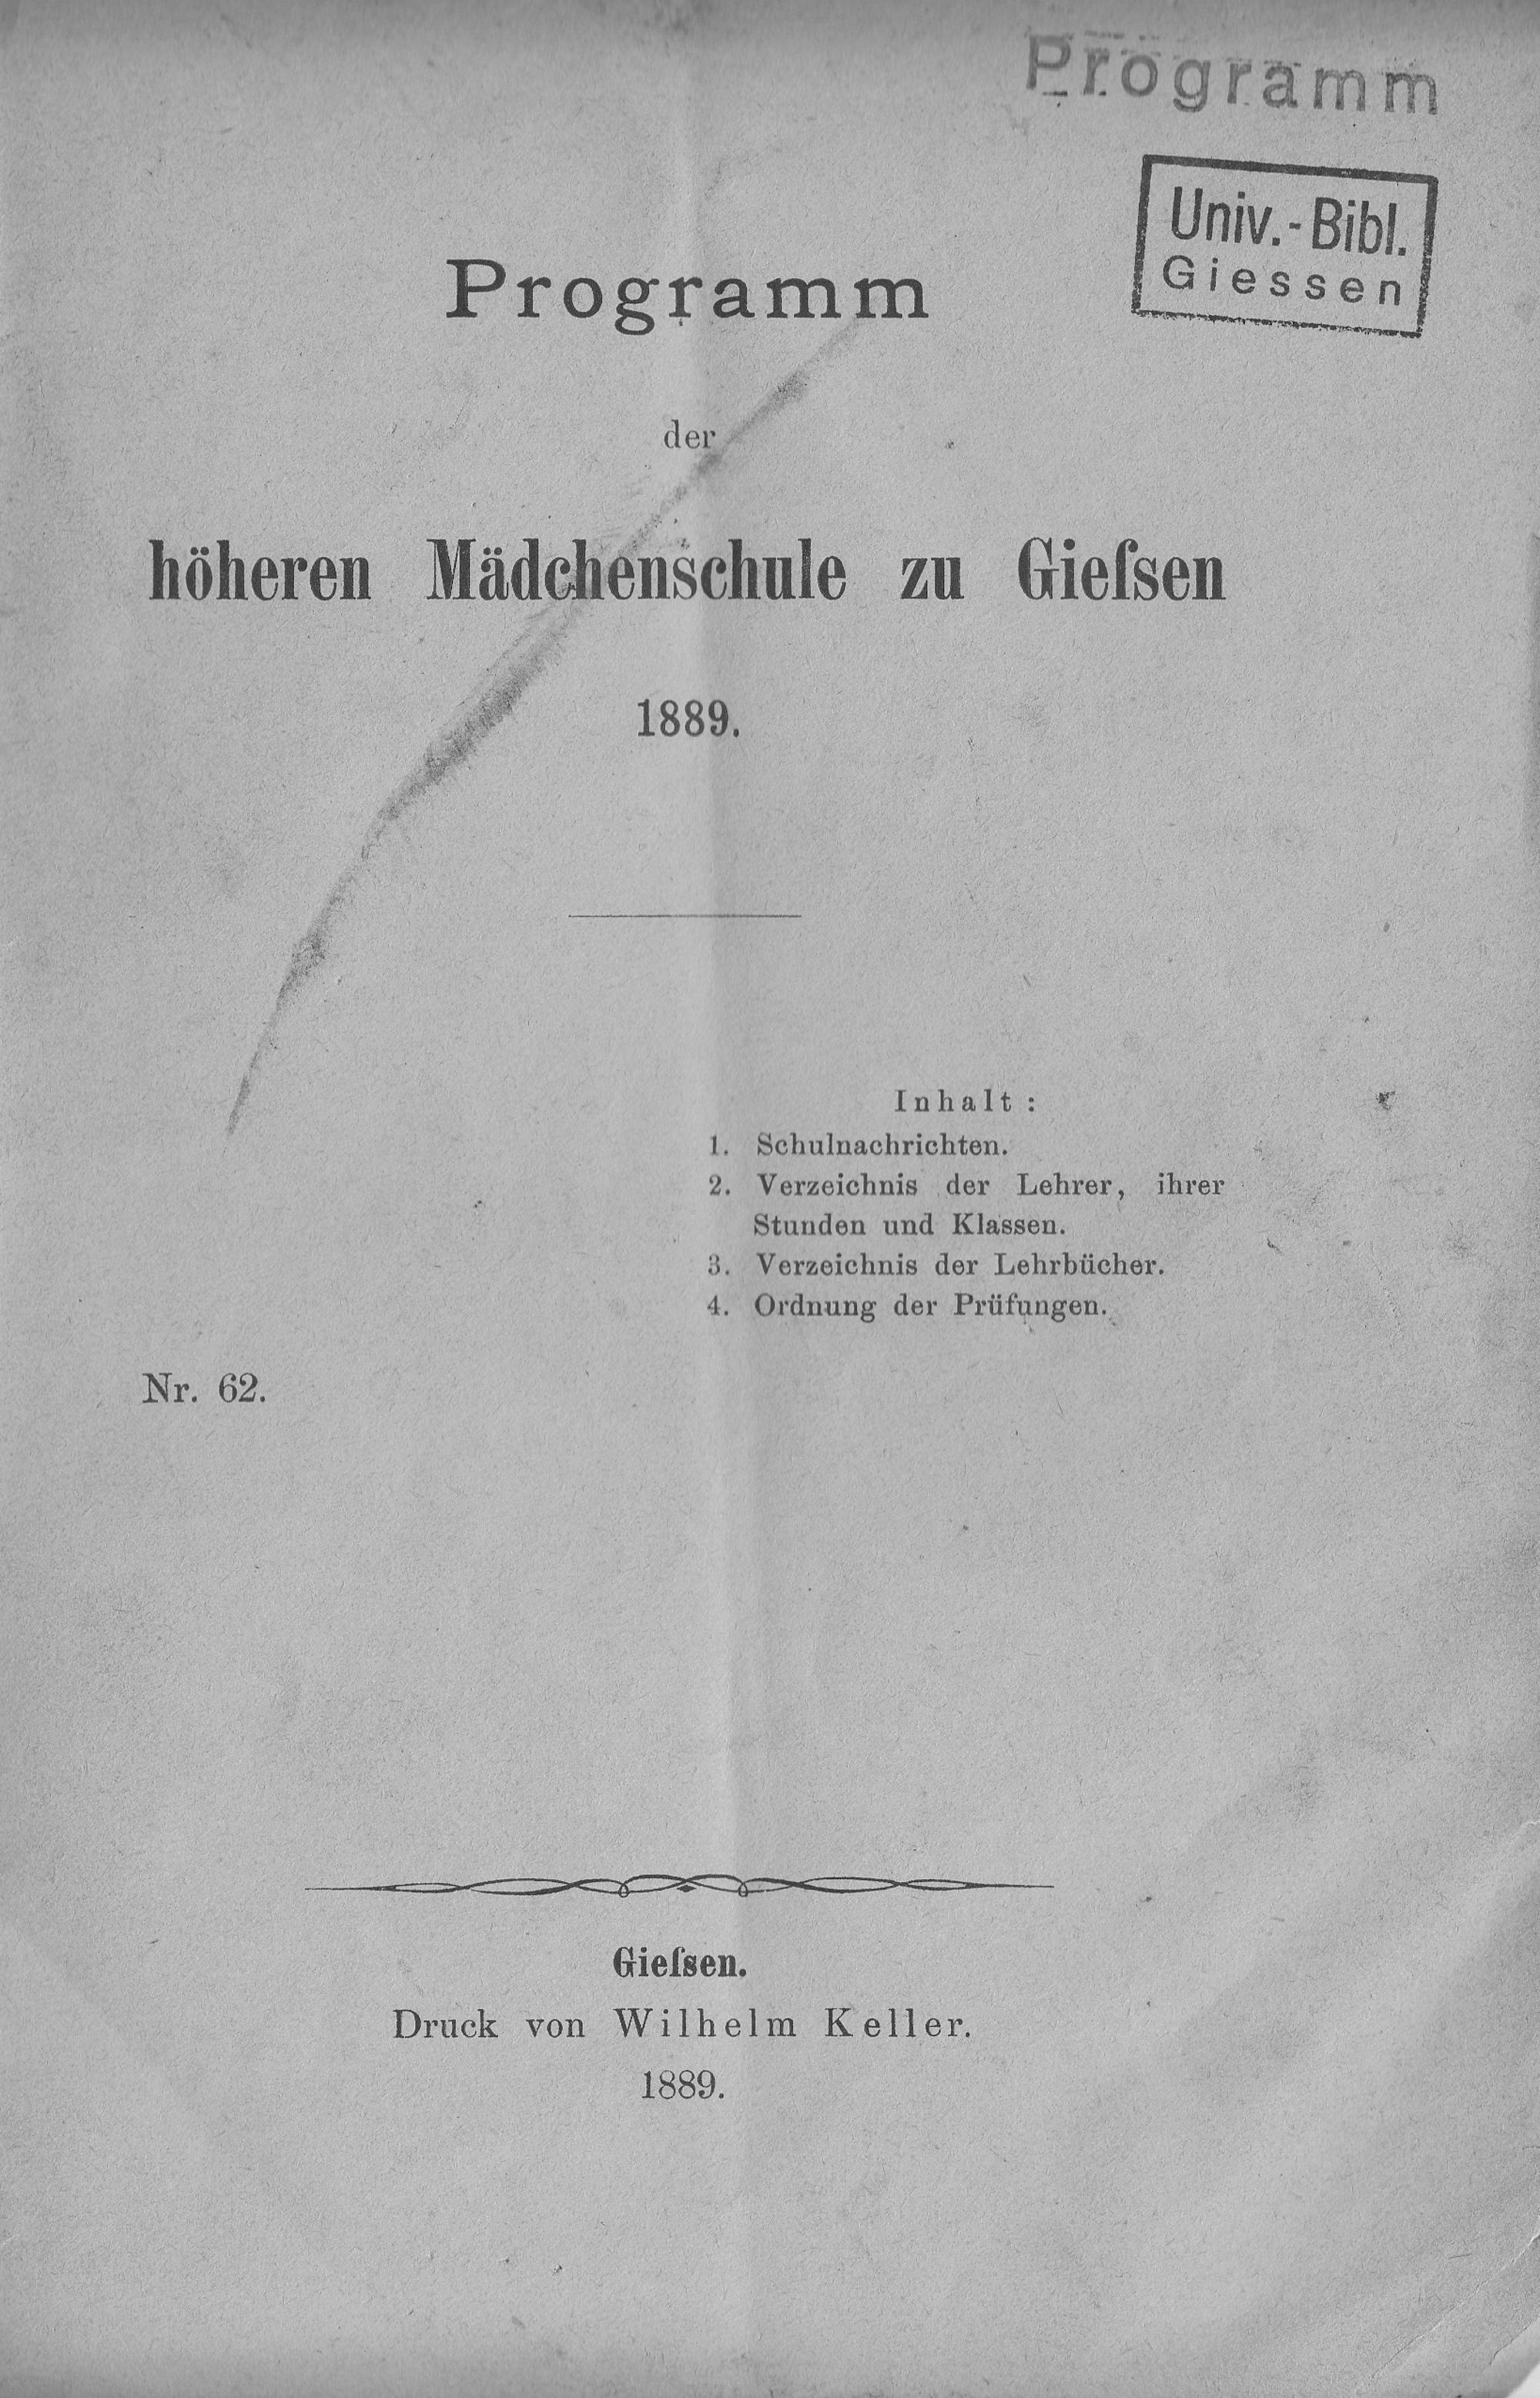 Programm
Univ.-Bibl.
Giessen
Programm
der
höheren Mädchenschule zu Gieſsen
1889.
Inhalt:
1. Schulnachrichten.
2. Verzeichnis der Lehrer, ihrer
Stunden und Klassen.
3. Verzeichnis der Lehrbücher.
4. Ordnung der Prüfungen.
Nr. 62.
Gieſsen.
Druck von Wilhelm Keller.
1889.